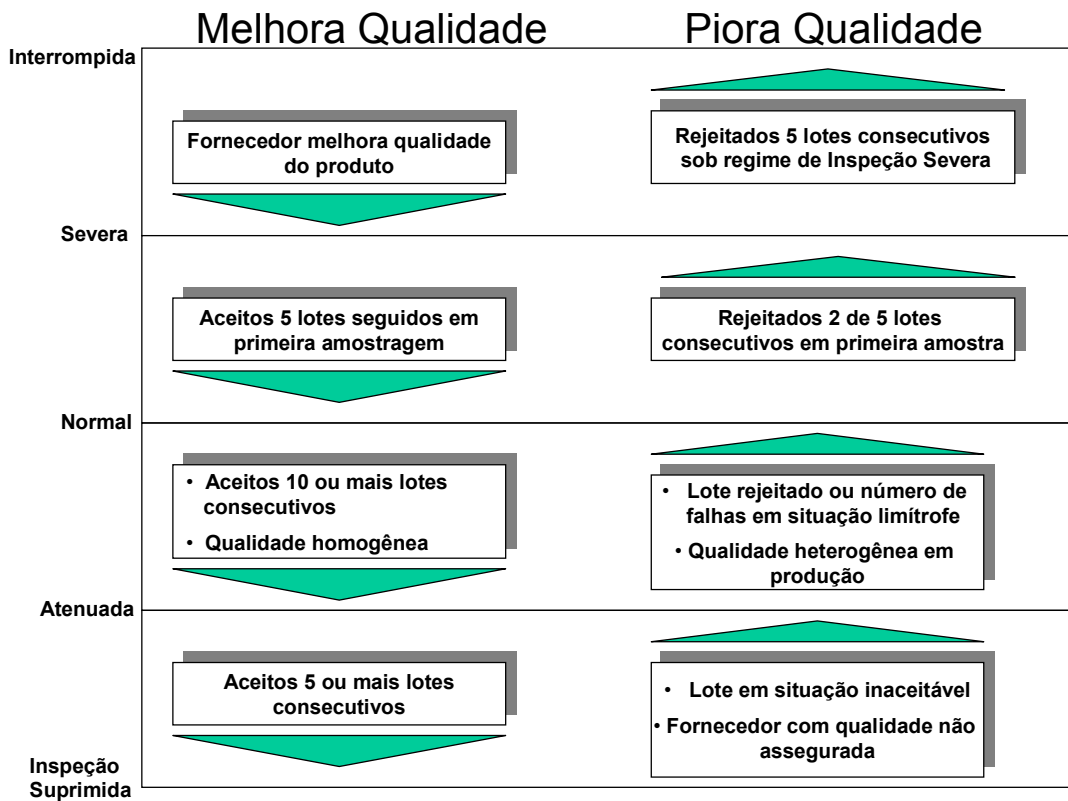 Melhora Qualidade
Piora Qualidade
Interrompida
Fornecedor melhora qualidade
do produto
Rejeitados 5 lotes consecutivos
sob regime de Inspeção Severa
Severa
Aceitos 5 lotes seguidos em
primeira amostragem
Rejeitados 2 de 5 lotes
consecutivos em primeira amostra
Normal
• Aceitos 10 ou mais lotes
consecutivos
• Qualidade homogênea
• Lote rejeitado ou número de
falhas em situação limítrofe
• Qualidade heterogênea em
produção
Atenuada
Aceitos 5 ou mais lotes
consecutivos
• Lote em situação inaceitável
• Fornecedor com qualidade não
assegurada
Inspeção
Suprimida